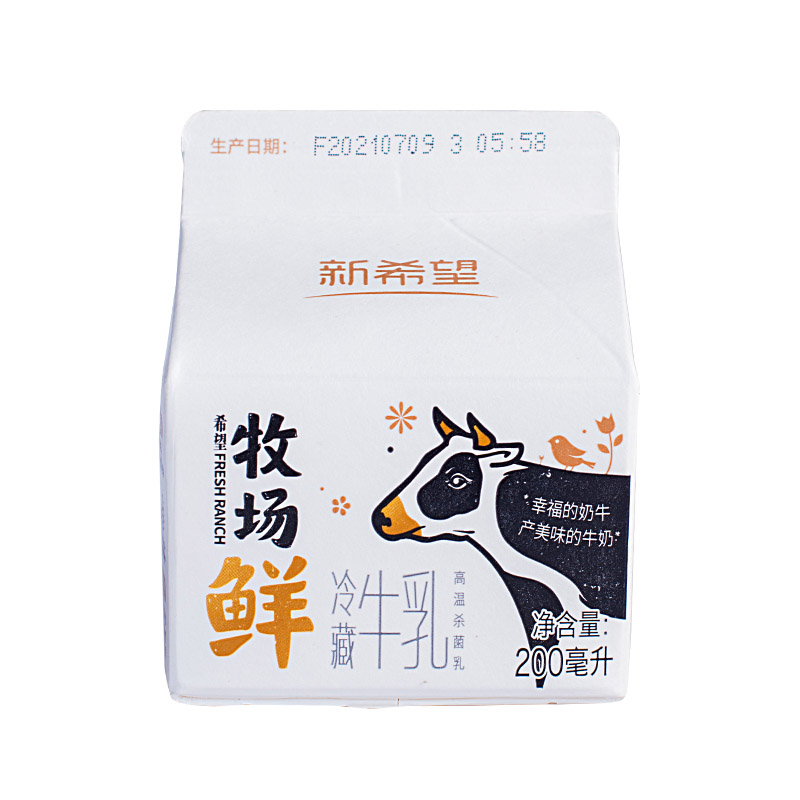 生产日期： F20210709 3 05:58
新希望
希望 FRESH RANCH
牧场
鲜
冷藏牛乳
高温杀菌乳
幸福的奶牛
产美味的牛奶*
净含量:
200毫升